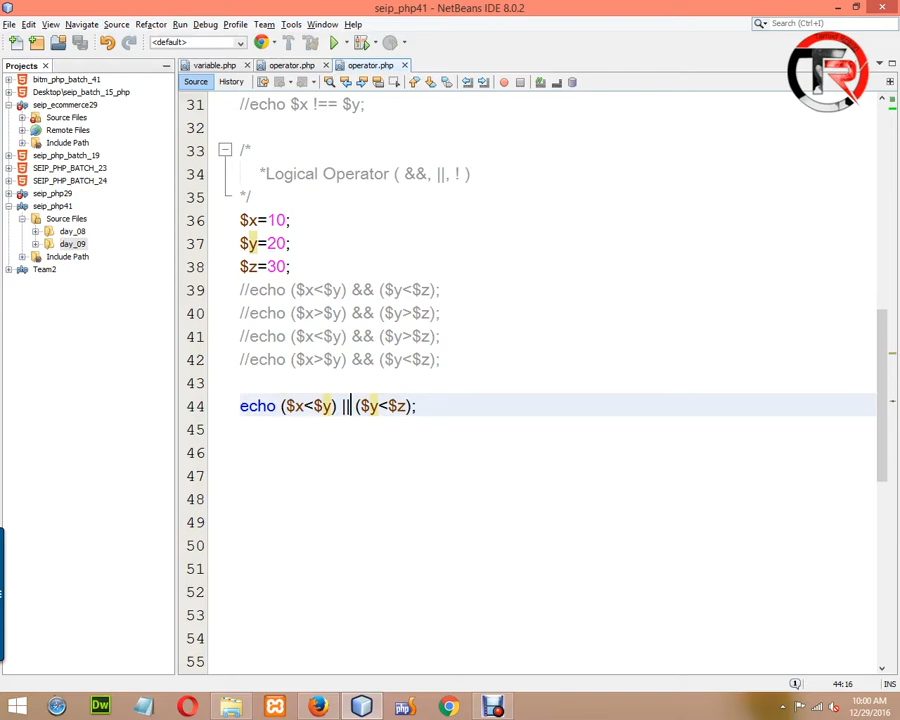 seip_php41 - NetBeans IDE 8.0.2
File Edit View Navigate Source Refactor Run Debug Profile Team Tools Window Help
<default>
Search (Ctrl+I)
Projects
variable.php operator.php operator.php
Source History
bitm_php_batch_41
Desktop\seip_batch_15_php
seip_ecommerce29
Source Files
Remote Files
Include Path
seip_php_batch_19
SEIP_PHP_BATCH_23
SEIP_PHP_BATCH_24
seip_php29
seip_php41
Source Files
day_08
day_09
Include Path
Team2
TR
31 //echo $x !== $y;
32
33 /*
34 *Logical Operator ( &&, ||, ! )
35 */
36 $x=10;
37 $y=20;
38 $z=30;
39 //echo ($x<$y) && ($y<$z);
40 //echo ($x>$y) && ($y>$z);
41 //echo ($x<$y) && ($y>$z);
42 //echo ($x>$y) && ($y<$z);
43
44 echo ($x<$y) || ($y<$z);
45
46
47
48
49
50
51
52
53
54
55
44:16 INS
Dw
php
10:00 AM
12/29/2016